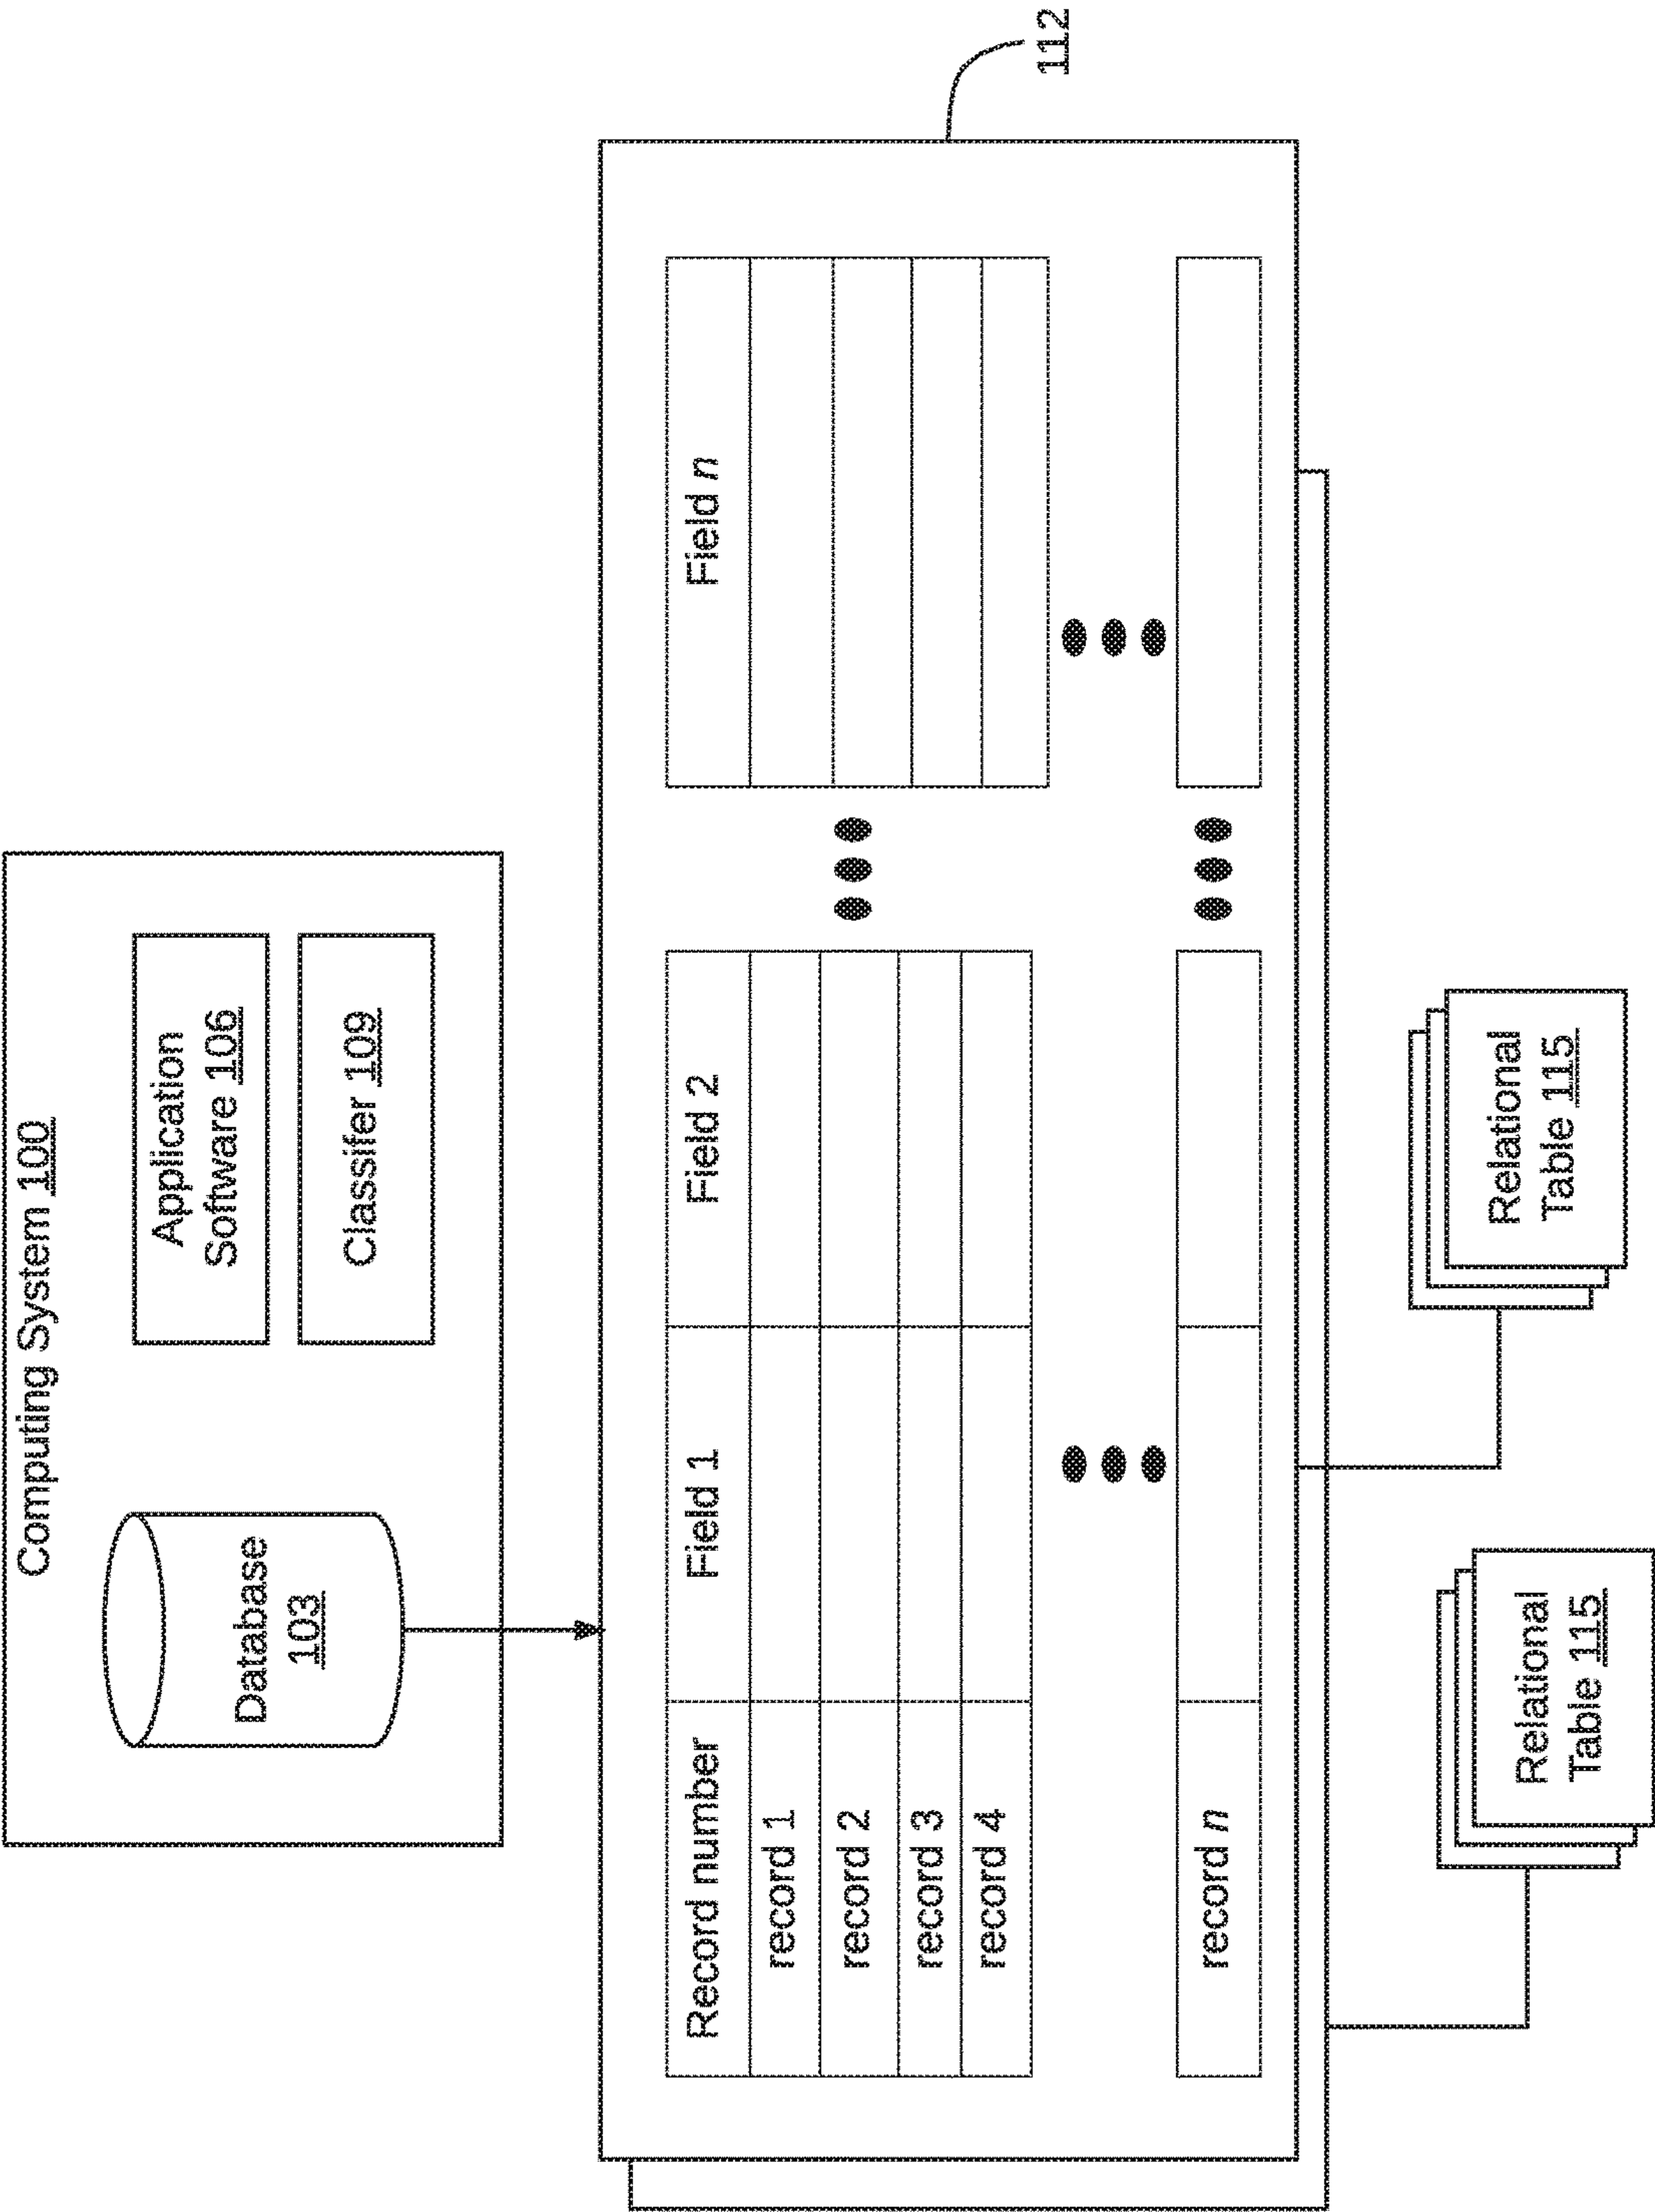 Computing System 100
Database
103
Application
Software 106
Classifer 109
112
Record number
Field 1
Field 2
Field n
record 1
record 2
record 3
record 4
record n
Relational
Table 115
Relational
Table 115